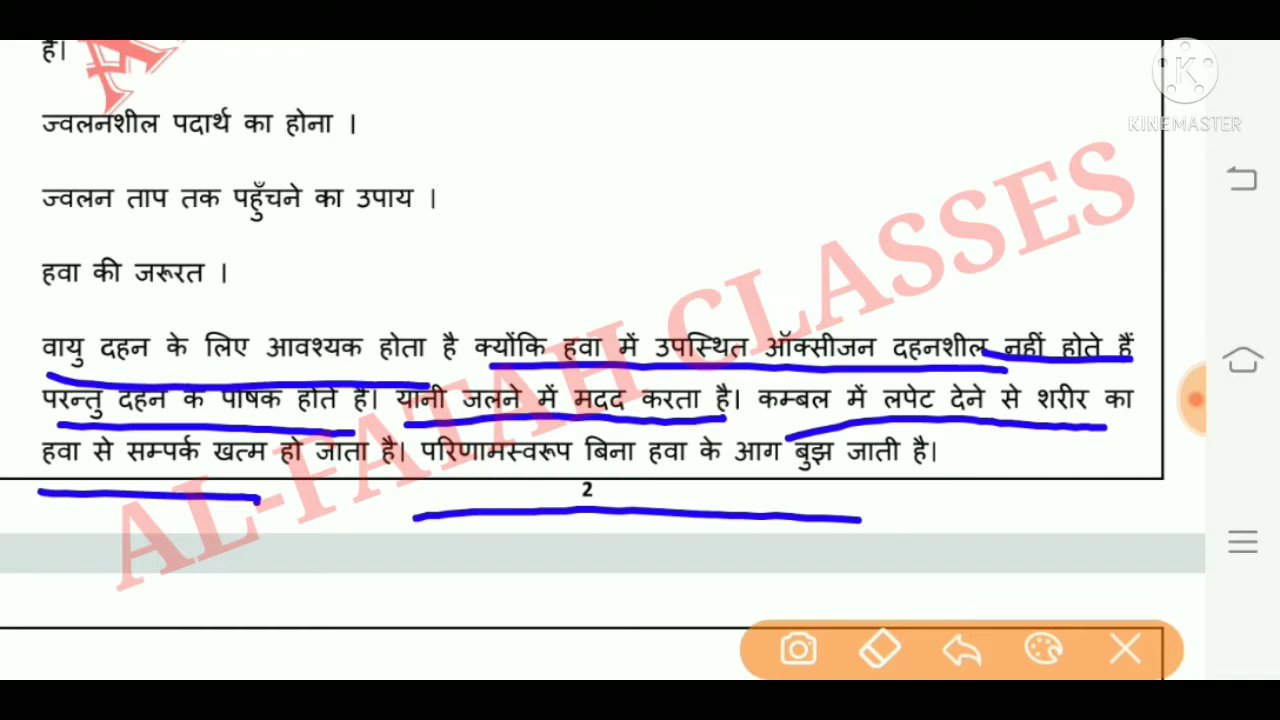 है।
KINEMASTER
ज्वलनशील पदार्थ का होना ।
ज्वलन ताप तक पहुँचने का उपाय ।
हवा की जरूरत ।
वायु दहन के लिए आवश्यक होता है क्योंकि हवा में उपस्थित ऑक्सीजन दहनशील नहीं होते हैं
परन्तु दहन के पोषक होते है। यानी जलने में मदद करता है। कम्बल में लपेट देने से शरीर का
हवा से सम्पर्क खत्म हो जाता है। परिणामस्वरूप बिना हवा के आग बुझ जाती है।
2
AL-FATAH CLASSES